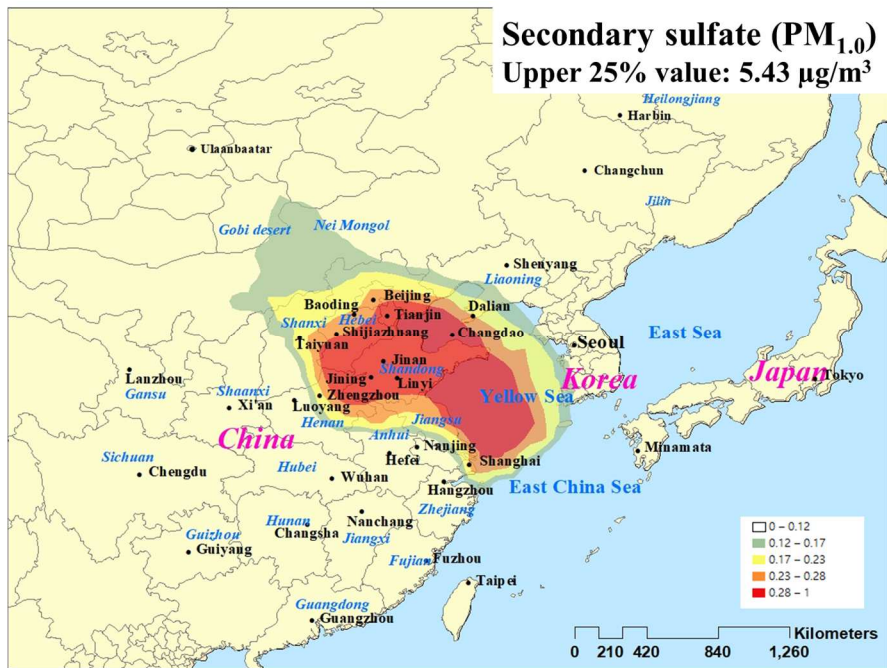 Secondary sulfate (PM1.0)
Upper 25% value: 5.43 µg/m³
Heilongjiang
Harbin
Ulaanbaatar
Changchun
Jilin
Nei Mongol
Gobi desert
Shenyang
Liaoning
Beijing
Baoding
Dalian
Hebei
Tianjin
Shanxi
Shijiazhuang
Changdao
East Sea
Taiyuan
Seoul
Jinan
Shandong
Lanzhou
Jining
Linyi
Korea
Japan
Tokyo
Gansu
Shaanxi
Zhengzhou
Yellow Sea
Xi'an
Luoyang
Henan
Jiangsu
China
Anhui
Nanjing
Minamata
Sichuan
Hefei
Shanghai
Hubei
Chengdu
Wuhan
Hangzhou
East China Sea
Zhejiang
Hunan
Nanchang
Guizhou
Changsha
Jiangxi
Guiyang
Fujian
Fuzhou
Taipei
Guangdong
Guangzhou
0 – 0.12
0.12 – 0.17
0.17 – 0.23
0.23 – 0.28
0.28 – 1
Kilometers
0 210 420 840 1,260